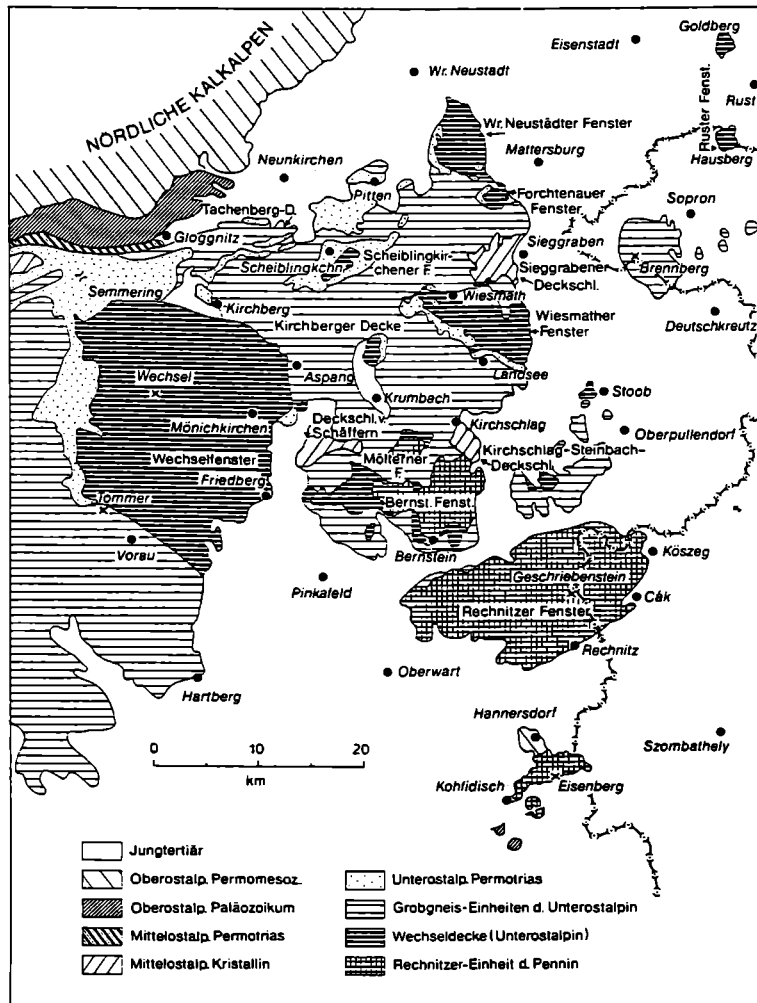 Goldberg
Eisenstadt
Wr. Neustadt
Rust
Ruster Fenst.
NÖRDLICHE KALKALPEN
Wr. Neustädter Fenster
Mattersburg
Hausberg
Neunkirchen
Pitten
Forchtenauer
Fenster
Sopron
Tachenberg-D.
Gloggnitz
Sieggraben
Scheiblingkchn.
Scheiblingkir-
chener F.
Sieggrabener
Deckschl.
Brennberg
Semmering
Kirchberg
Wiesmath
Deutschkreutz
Kirchberger Decke
Wiesmather
Fenster
Wechsel
Aspang
Landsee
Krumbach
Stoob
Mönichkirchen
Deckschl. v.
Schäffern
Kirchschlag
Oberpullendorf
Wechselfenster
Mölterner
F.
Kirchschlag-Steinbach-
Deckschl.
Friedberg
Tommer
Bernst. Fenst.
Vorau
Bernstein
Köszeg
Pinkafeld
Geschriebenstein
Rechnitzer Fenster
Cák
Rechnitz
Oberwart
Hartberg
Hannersdorf
Szombathely
0 10 20
km
Kohfidisch
Eisenberg
Jungtertiär
Oberostalp. Permomesoz.
Oberostalp. Paläozoikum
Mittelostalp. Permotrias
Mittelostalp. Kristallin
Unterostalp. Permotrias
Grobgneis-Einheiten d. Unterostalpin
Wechseldecke (Unterostalpin)
Rechnitzer-Einheit d. Pennin